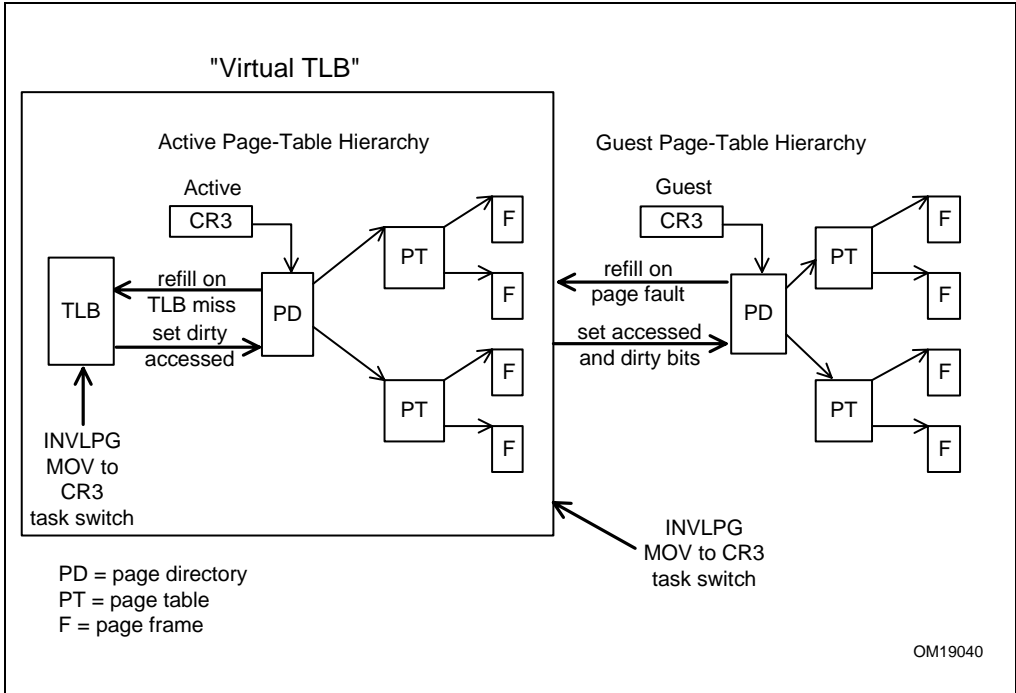 "Virtual TLB"
Active Page-Table Hierarchy
Active
CR3
TLB
refill on
TLB miss
set dirty
accessed
PD
PT
F
F
PT
F
F
INVLPG
MOV to
CR3
task switch
Guest Page-Table Hierarchy
Guest
CR3
refill on
page fault
set accessed
and dirty bits
PD
PT
F
F
PT
F
F
INVLPG
MOV to CR3
task switch
PD = page directory
PT = page table
F = page frame
OM19040